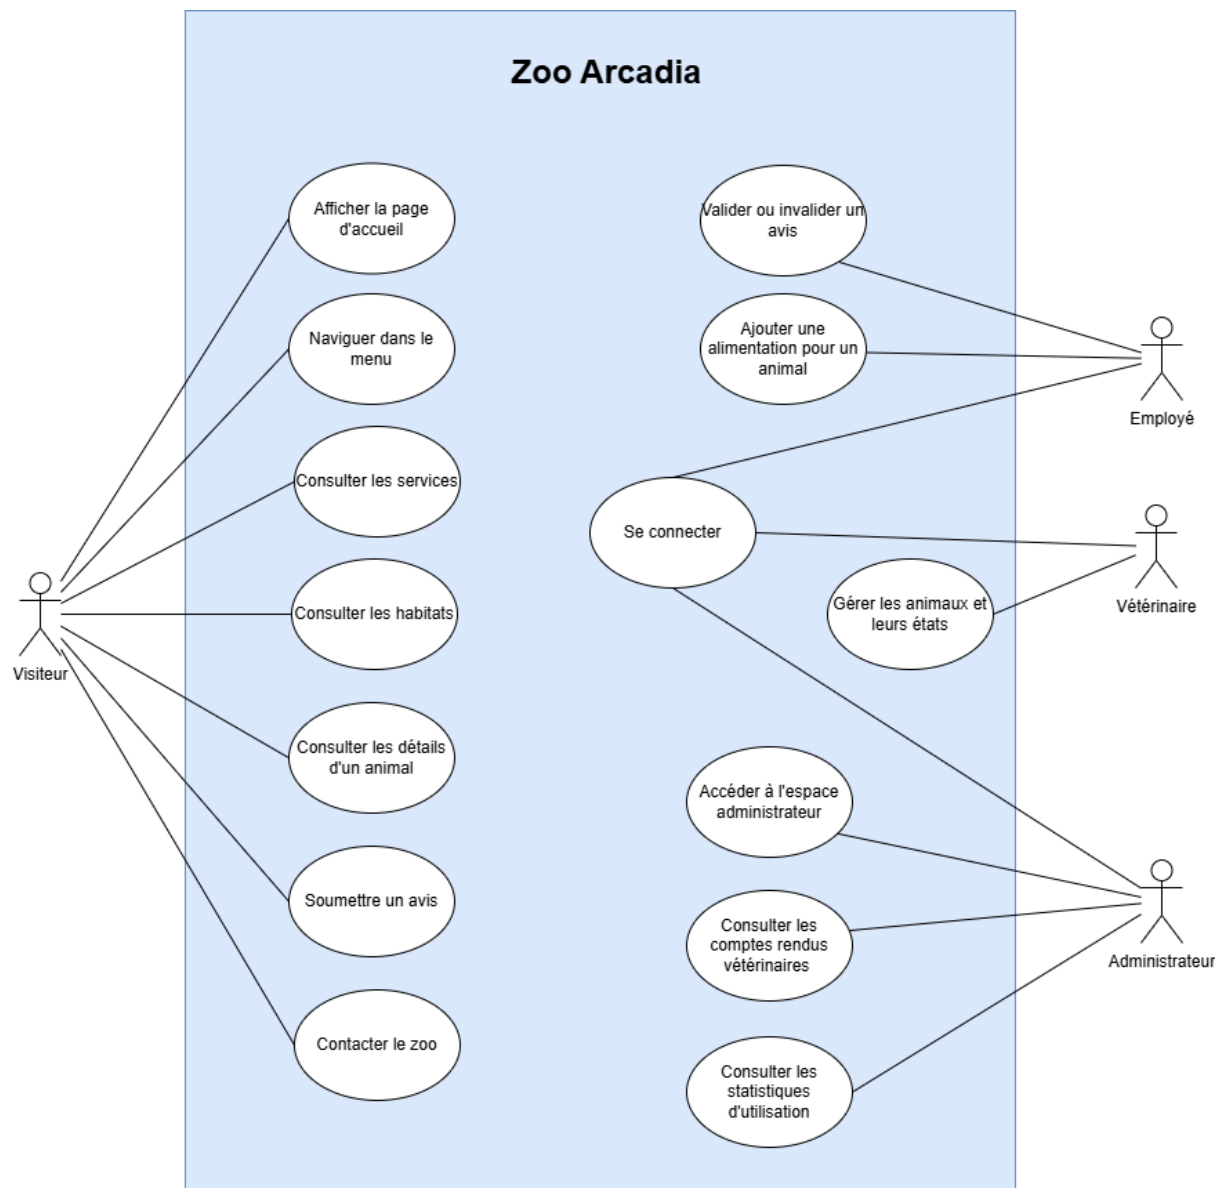 Zoo Arcadia
Afficher la page
d'accueil
Naviguer dans le
menu
Consulter les services
Consulter les habitats
Consulter les détails
d'un animal
Soumettre un avis
Contacter le zoo
Visiteur
Valider ou invalider un
avis
Ajouter une
alimentation pour un
animal
Se connecter
Gérer les animaux et
leurs états
Accéder à l'espace
administrateur
Consulter les
comptes rendus
vétérinaires
Consulter les
statistiques
d'utilisation
Employé
Vétérinaire
Administrateur